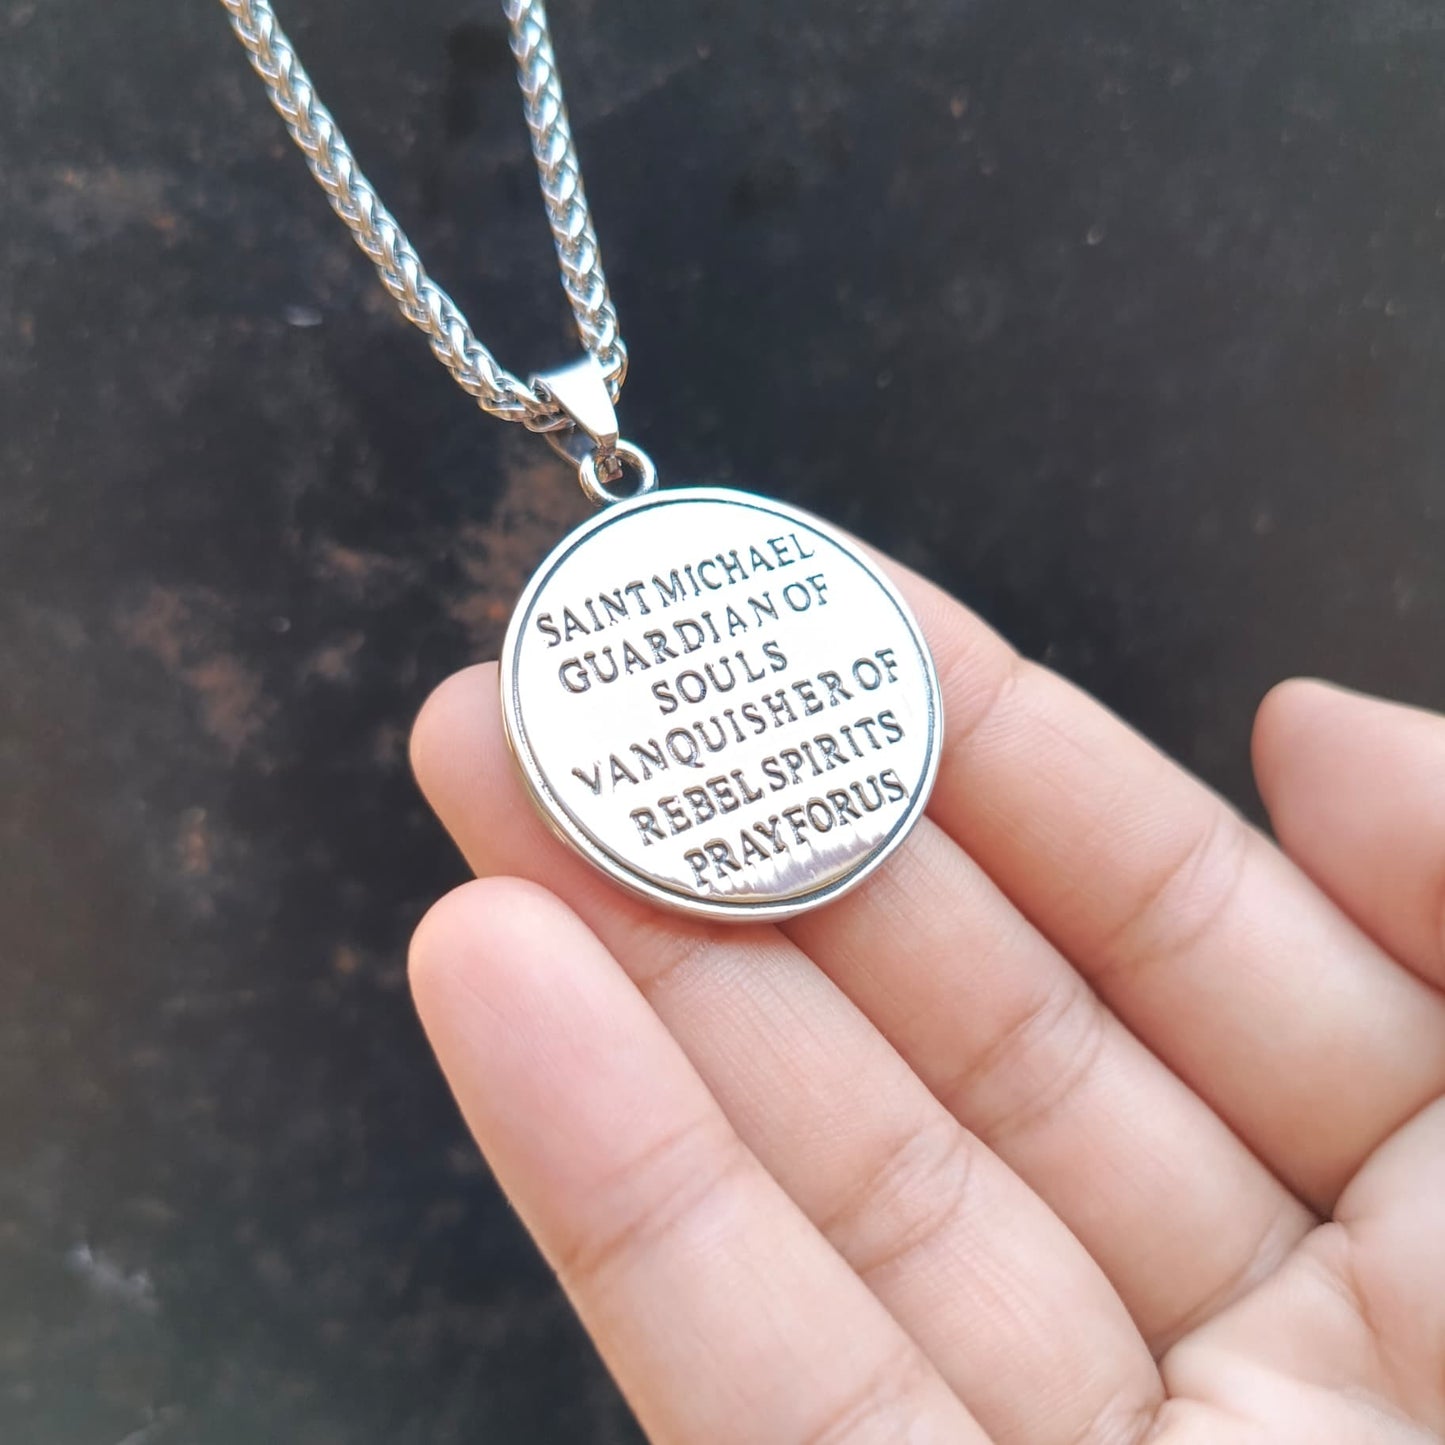 SAINT MICHAEL
GUARDIAN OF
SOULS
VANQUISHER OF
REBEL SPIRITS
PRAY FOR US